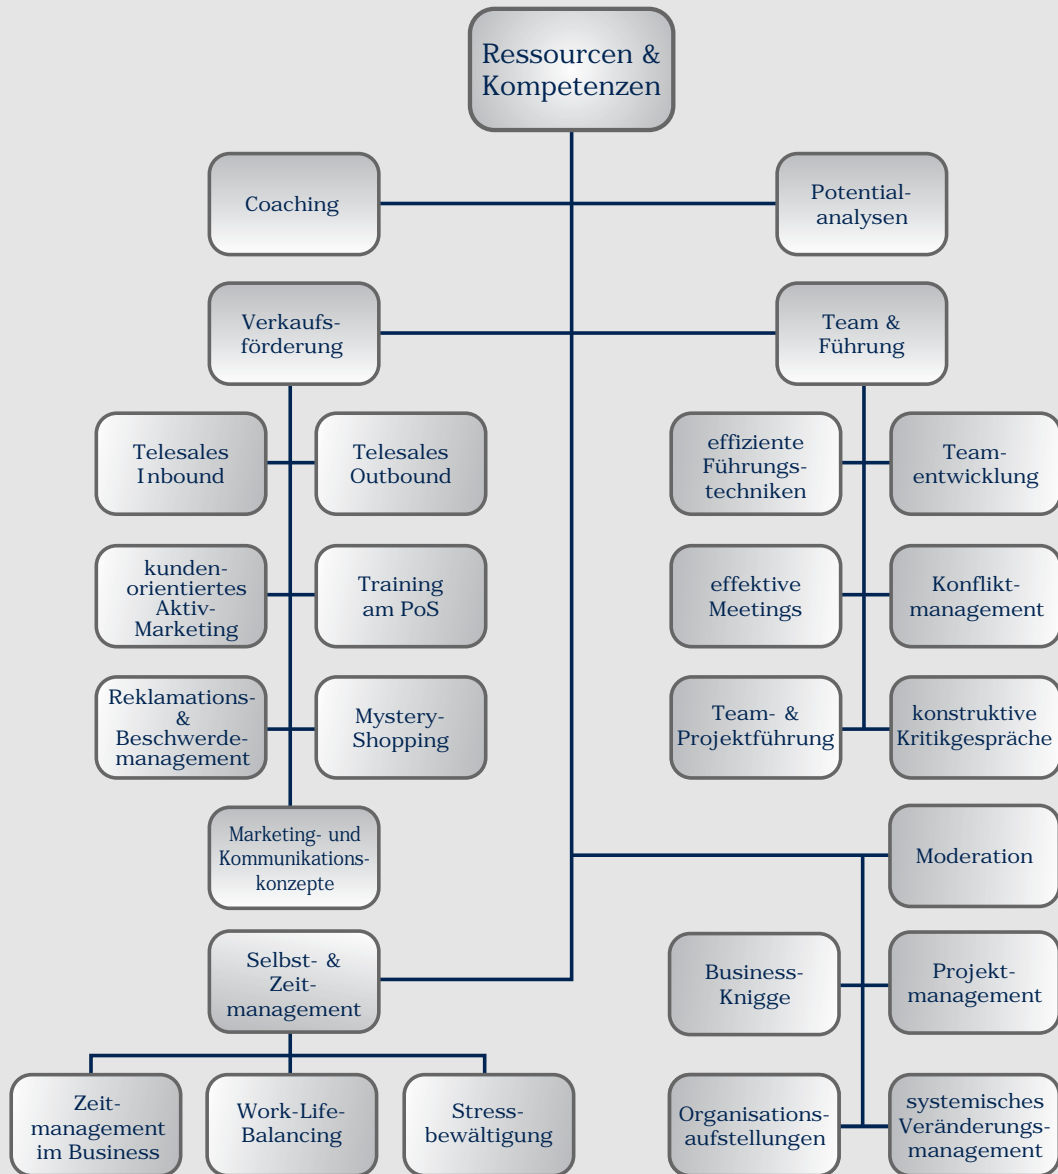 Ressourcen &
Kompetenzen
Coaching
Potential-
analysen
Verkaufs-
förderung
Team &
Führung
Telesales
Inbound
Telesales
Outbound
effiziente
Führungs-
techniken
Team-
entwicklung
kunden-
orientiertes
Aktiv-
Marketing
Training
am PoS
effektive
Meetings
Konflikt-
management
Reklamations-
&
Beschwerde-
management
Mystery-
Shopping
Team- &
Projektführung
konstruktive
Kritikgespräche
Marketing- und
Kommunikations-
konzepte
Moderation
Selbst- &
Zeit-
management
Business-
Knigge
Projekt-
management
Zeit-
management
im Business
Work-Life-
Balancing
Stress-
bewältigung
Organisations-
aufstellungen
systemisches
Veränderungs-
management